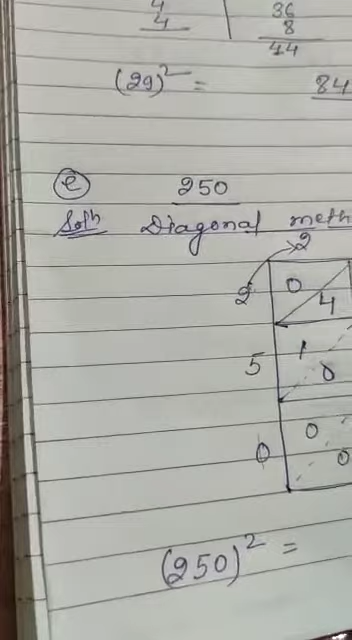 4
4
36
8
44
(29)² = 84
(e) 250
Solⁿ Diagonal meth
2
2 0 4
5 1 0
0 0 0
(250)² =